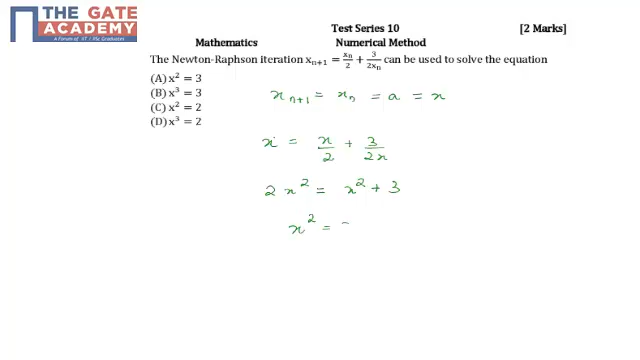 THE GATE
ACADEMY
A Forum of IIT / IISc Graduates
Test Series 10 [2 Marks]
Mathematics Numerical Method
The Newton-Raphson iteration xₙ₊₁ = xₙ/2 + 3/2xₙ can be used to solve the equation
(A) x² = 3
(B) x³ = 3
(C) x² = 2
(D) x³ = 2
xₙ₊₁ = xₙ = a = x
x = x/2 + 3/2x
2x² = x² + 3
x² =